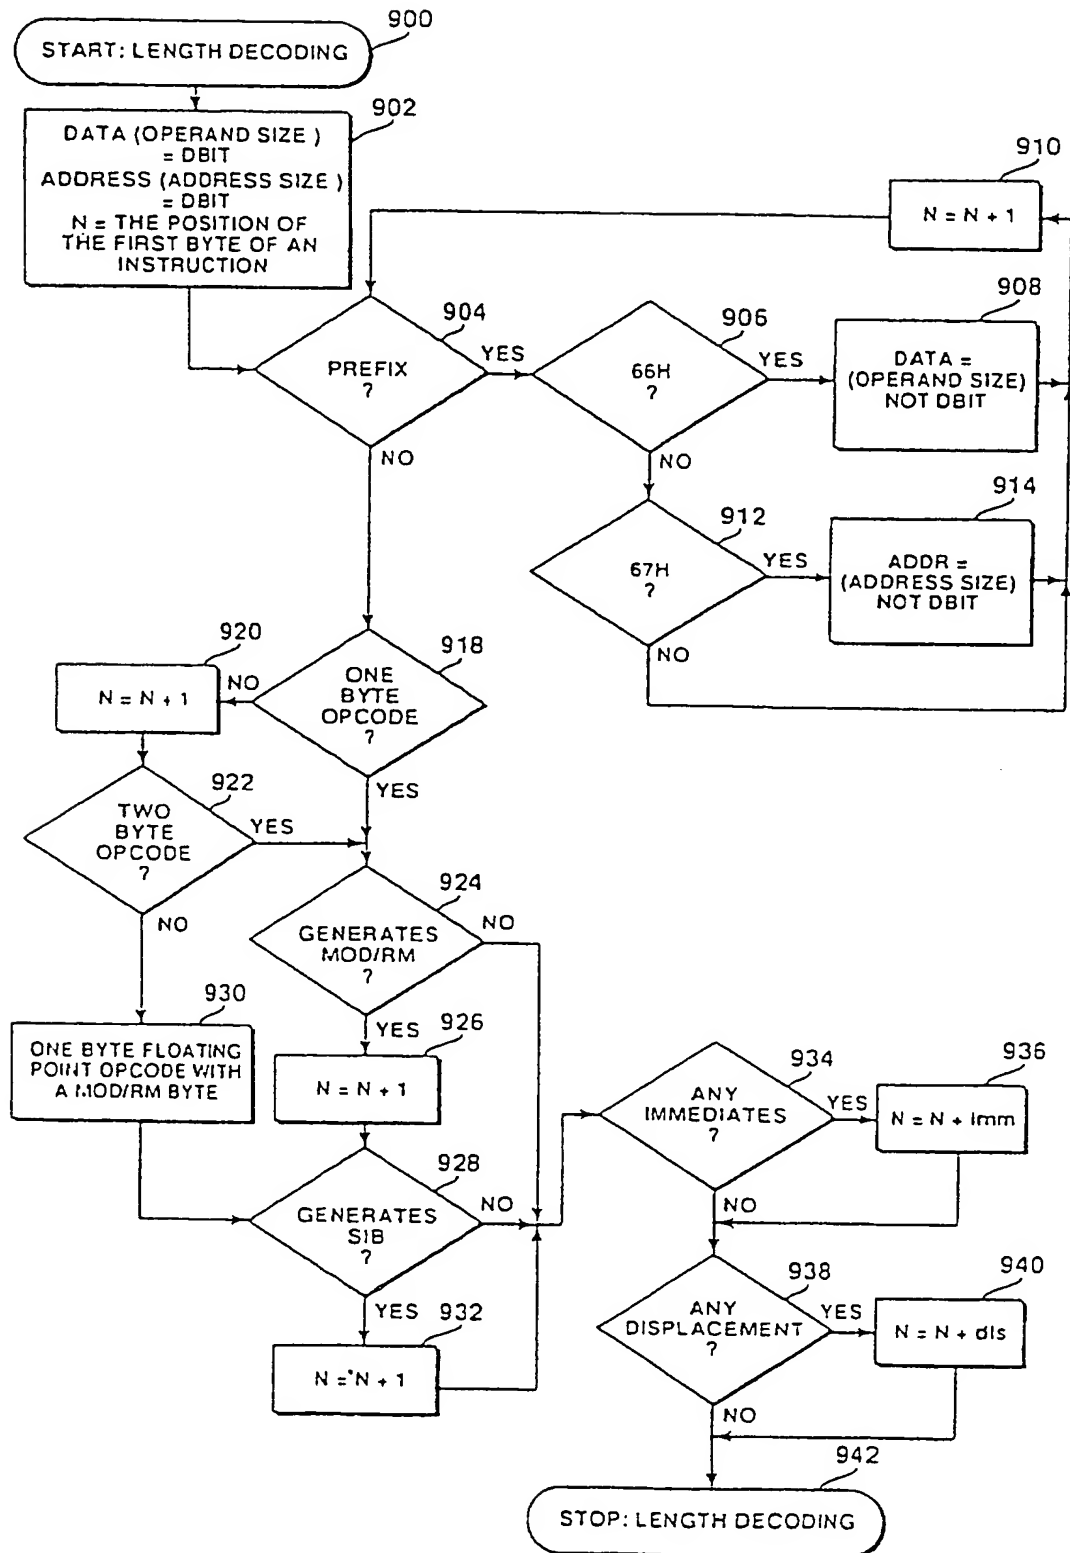 900
START: LENGTH DECODING
902
DATA (OPERAND SIZE )
= DBIT
ADDRESS (ADDRESS SIZE )
= DBIT
N = THE POSITION OF
THE FIRST BYTE OF AN
INSTRUCTION
910
N = N + 1
904
PREFIX
?
YES
NO
906
66H
?
YES
NO
908
DATA =
(OPERAND SIZE)
NOT DBIT
912
67H
?
YES
NO
914
ADDR =
(ADDRESS SIZE)
NOT DBIT
918
ONE
BYTE
OPCODE
?
NO
YES
920
N = N + 1
922
TWO
BYTE
OPCODE
?
YES
NO
924
GENERATES
MOD/RM
?
NO
YES
930
ONE BYTE FLOATING
POINT OPCODE WITH
A MOD/RM BYTE
926
N = N + 1
928
GENERATES
SIB
?
NO
YES
932
N = N + 1
934
ANY
IMMEDIATES
?
YES
NO
936
N = N + imm
938
ANY
DISPLACEMENT
?
YES
NO
940
N = N + dis
942
STOP: LENGTH DECODING